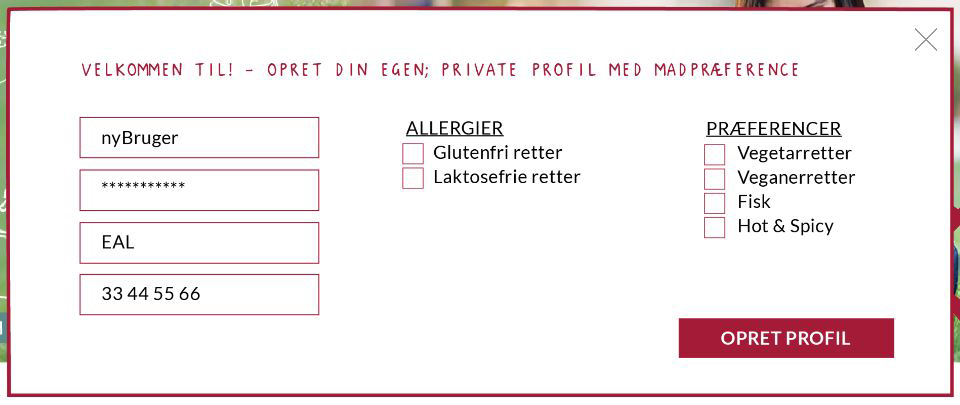 VELKOMMEN TIL! - OPRET DIN EGEN; PRIVATE PROFIL MED MADPRÆFERENCE
nyBruger
***********
EAL
33 44 55 66
ALLERGIER
Glutenfri retter
Laktosefrie retter
PRÆFERENCER
Vegetarretter
Veganerretter
Fisk
Hot & Spicy
OPRET PROFIL